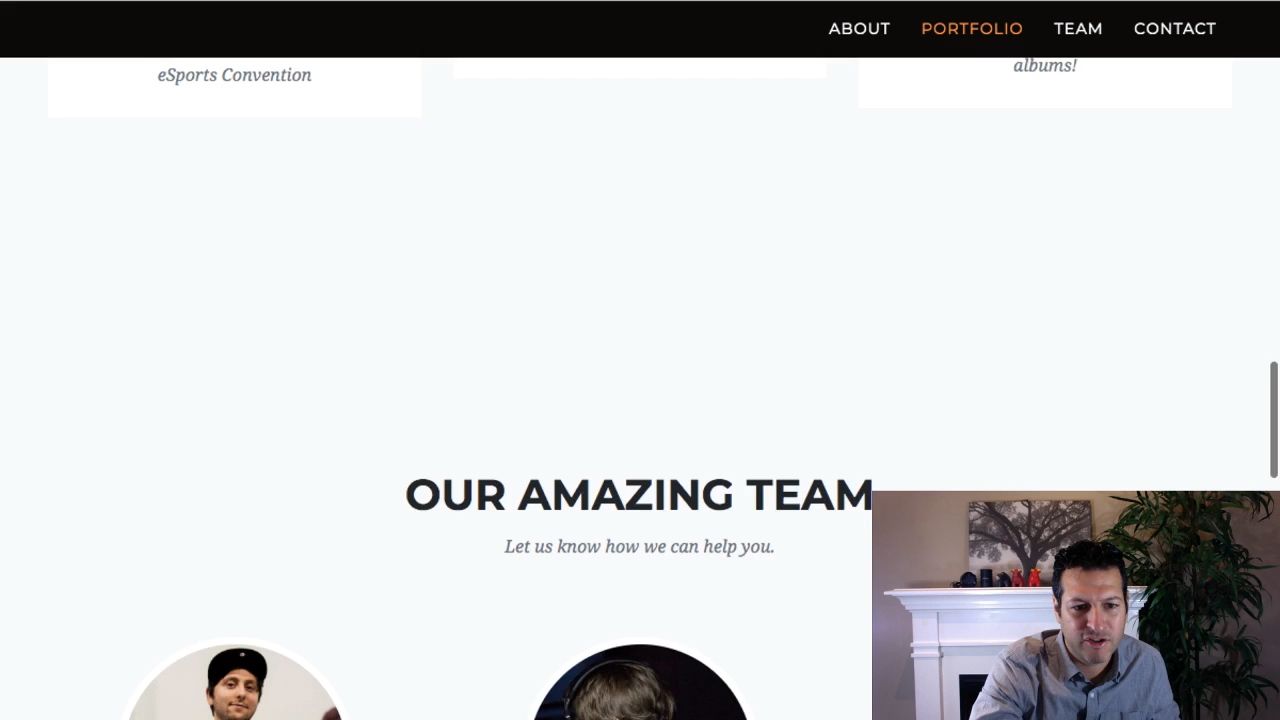 ABOUT PORTFOLIO TEAM CONTACT
eSports Convention
albums!
OUR AMAZING TEAM
Let us know how we can help you.